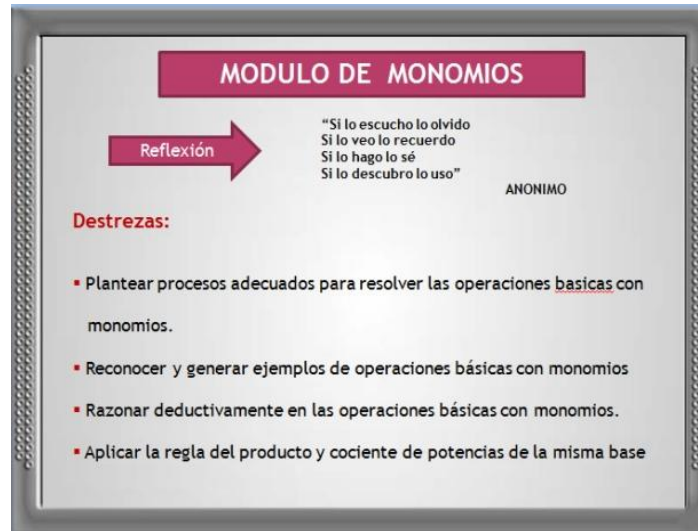 MODULO DE MONOMIOS
Reflexión
“Si lo escucho lo olvido
Si lo veo lo recuerdo
Si lo hago lo sé
Si lo descubro lo uso”
ANONIMO
Destrezas:
▪ Plantear procesos adecuados para resolver las operaciones basicas con
monomios.
▪ Reconocer y generar ejemplos de operaciones básicas con monomios
▪ Razonar deductivamente en las operaciones básicas con monomios.
▪ Aplicar la regla del producto y cociente de potencias de la misma base